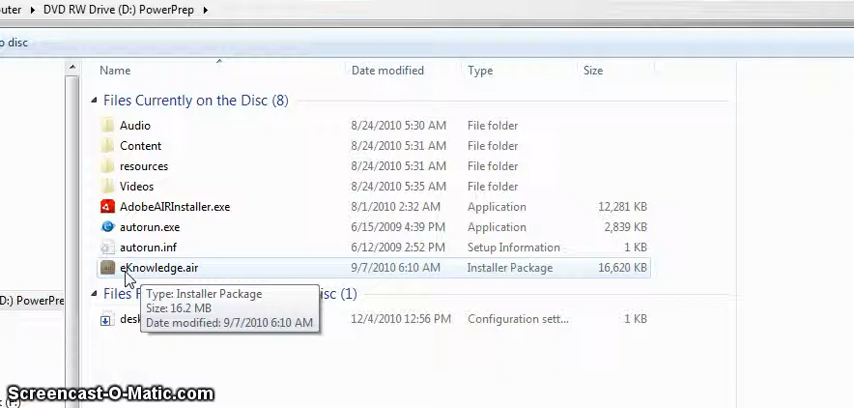 uter ▸ DVD RW Drive (D:) PowerPrep ▸
o disc
Name Date modified Type Size
Files Currently on the Disc (8)
Audio 8/24/2010 5:30 AM File folder
Content 8/24/2010 5:31 AM File folder
resources 8/24/2010 5:31 AM File folder
Videos 8/24/2010 5:35 AM File folder
AdobeAIRInstaller.exe 8/1/2010 2:32 AM Application 12,281 KB
autorun.exe 6/15/2009 4:39 PM Application 2,839 KB
autorun.inf 6/12/2009 2:52 PM Setup Information 1 KB
eKnowledge.air 9/7/2010 6:10 AM Installer Package 16,620 KB
Files R isc (1)
D:) PowerPre
Type: Installer Package
Size: 16.2 MB
Date modified: 9/7/2010 6:10 AM
desk 12/4/2010 12:56 PM Configuration sett... 1 KB
Screencast-O-Matic.com